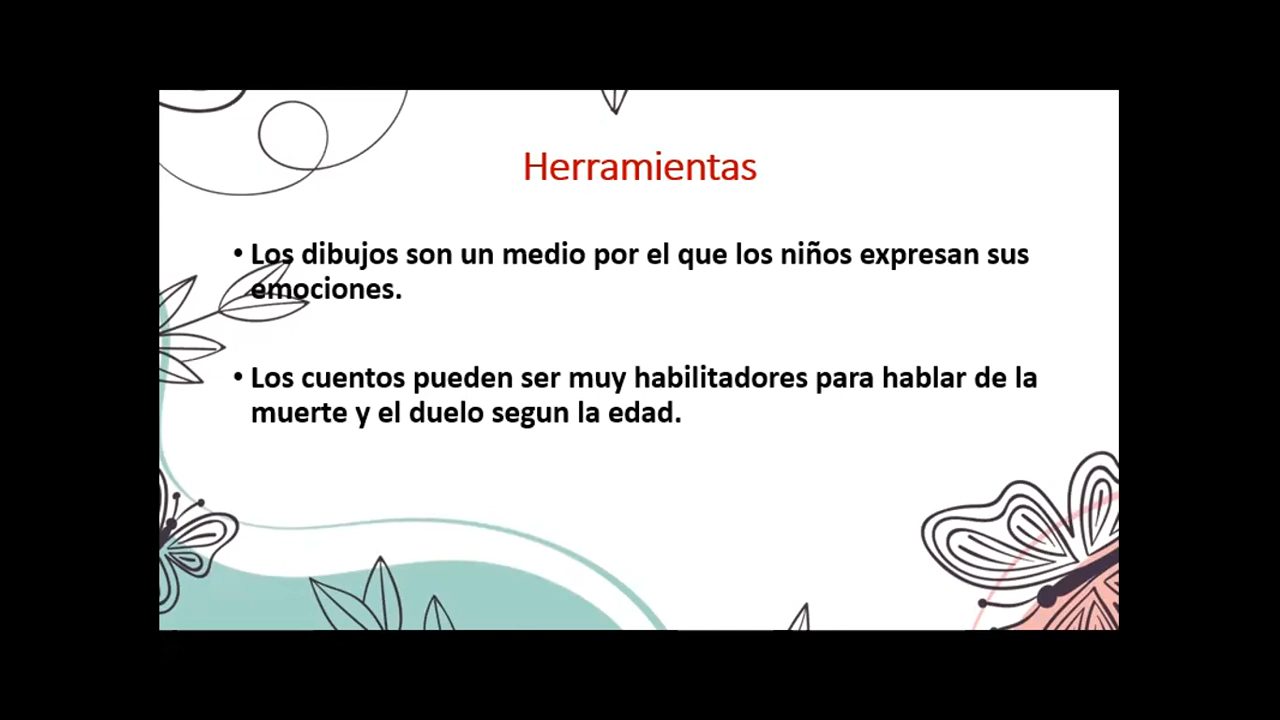 Herramientas
• Los dibujos son un medio por el que los niños expresan sus
emociones.
• Los cuentos pueden ser muy habilitadores para hablar de la
muerte y el duelo segun la edad.